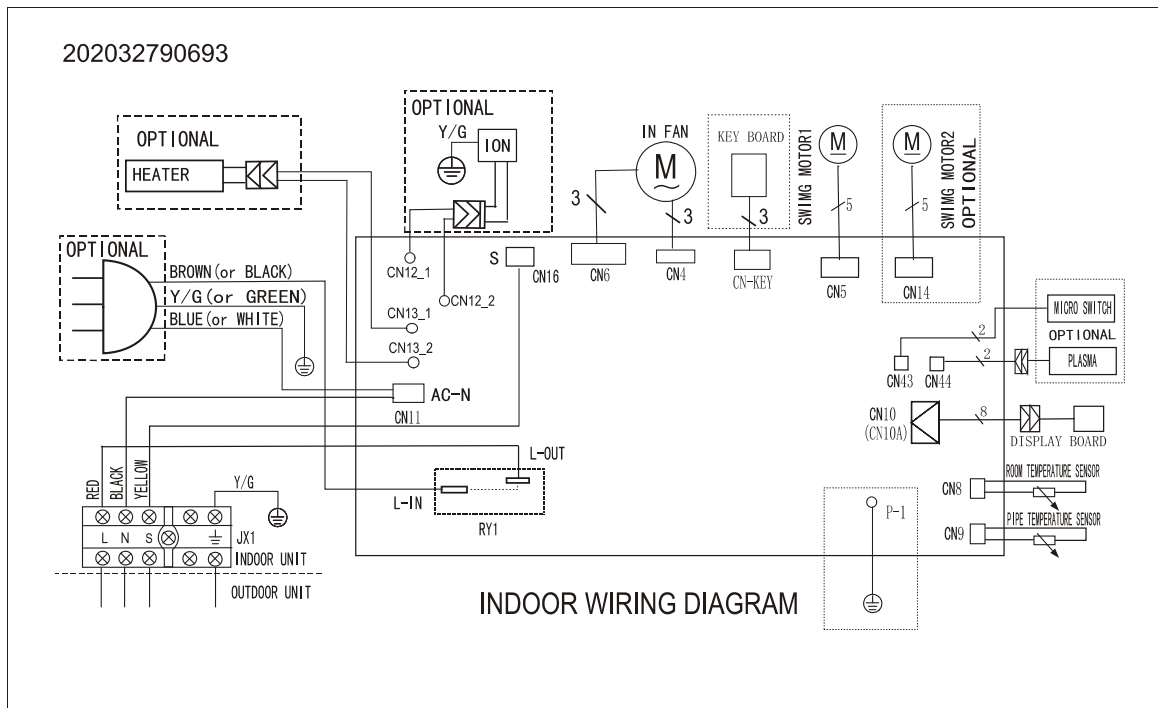 202032790693
OPTIONAL
HEATER
OPTIONAL
Y/G
ION
IN FAN
M
3
3
KEY BOARD
3
SWIMG MOTOR1
M
5
M
5
SWIMG MOTOR2
OPTIONAL
OPTIONAL
BROWN(or BLACK)
Y/G(or GREEN)
BLUE(or WHITE)
CN12_1
CN12_2
S
CN16
CN6
CN4
CN-KEY
CN5
CN14
CN13_1
CN13_2
AC-N
CN11
MICRO SWITCH
2
OPTIONAL
PLASMA
2
CN43
CN44
CN10
(CN10A)
8
DISPLAY BOARD
L-OUT
L-IN
RY1
RED
BLACK
YELLOW
Y/G
L N S
JX1
INDOOR UNIT
OUTDOOR UNIT
CN8
ROOM TEMPERATURE SENSOR
CN9
PIPE TEMPERATURE SENSOR
P-1
INDOOR WIRING DIAGRAM